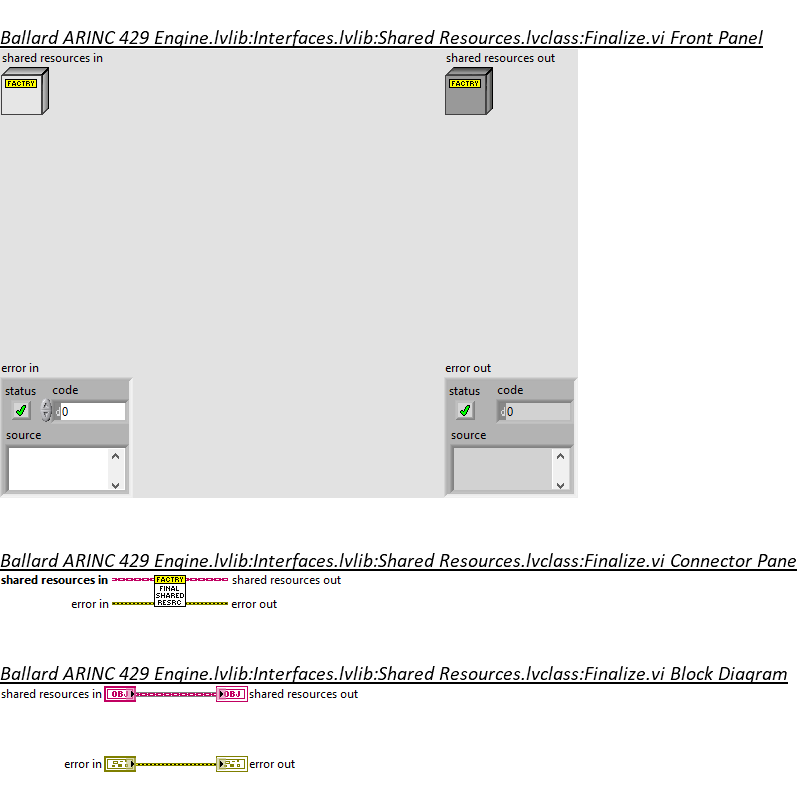 Ballard ARINC 429 Engine.lvlib:Interfaces.lvlib:Shared Resources.lvclass:Finalize.vi Front Panel
shared resources in shared resources out
FACTRY FACTRY
error in error out
status code status code
d 0 d 0
source source
Ballard ARINC 429 Engine.lvlib:Interfaces.lvlib:Shared Resources.lvclass:Finalize.vi Connector Pane
shared resources in FACTRY shared resources out
FINAL
SHARED
error in RESRC error out
Ballard ARINC 429 Engine.lvlib:Interfaces.lvlib:Shared Resources.lvclass:Finalize.vi Block Diagram
shared resources in OBJ OBJ shared resources out
error in error out